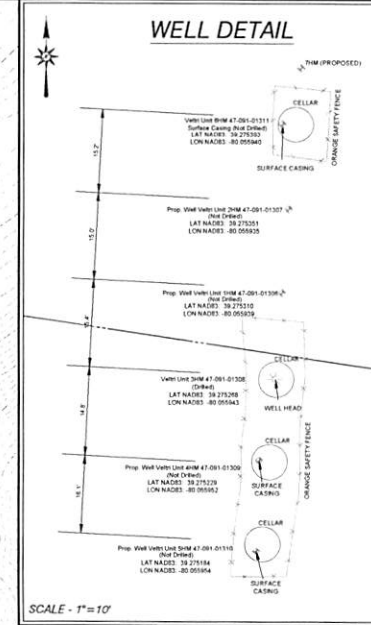 WELL DETAIL
7HM (PROPOSED)
CELLAR
Veltri Unit 6HM 47-091-01311
Surface Casing (Not Drilled)
LAT NAD83: 39.275393
LON NAD83: -80.055940
ORANGE SAFETY FENCE
SURFACE CASING
15.2'
Prop. Well Veltri Unit 2HM 47-091-01307
(Not Drilled)
LAT NAD83: 39.275351
LON NAD83: -80.055935
15.0'
Prop. Well Veltri Unit 1HM 47-091-01306
(Not Drilled)
LAT NAD83: 39.275310
LON NAD83: -80.055939
CELLAR
Veltri Unit 3HM 47-091-01308
(Drilled)
LAT NAD83: 39.275268
LON NAD83: -80.055943
WELL HEAD
14.8'
CELLAR
Prop. Well Veltri Unit 4HM 47-091-01309
(Not Drilled)
LAT NAD83: 39.275229
LON NAD83: -80.055952
SURFACE
CASING
ORANGE SAFETY FENCE
16.1'
CELLAR
Prop. Well Veltri Unit 5HM 47-091-01310
(Not Drilled)
LAT NAD83: 39.275184
LON NAD83: -80.055954
SURFACE
CASING
SCALE - 1"=10'